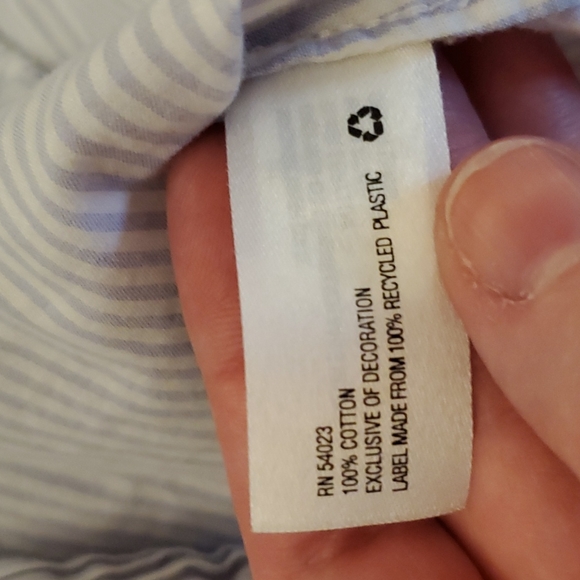 RN 54023
100% COTTON
EXCLUSIVE OF DECORATION
LABEL MADE FROM 100% RECYCLED PLASTIC